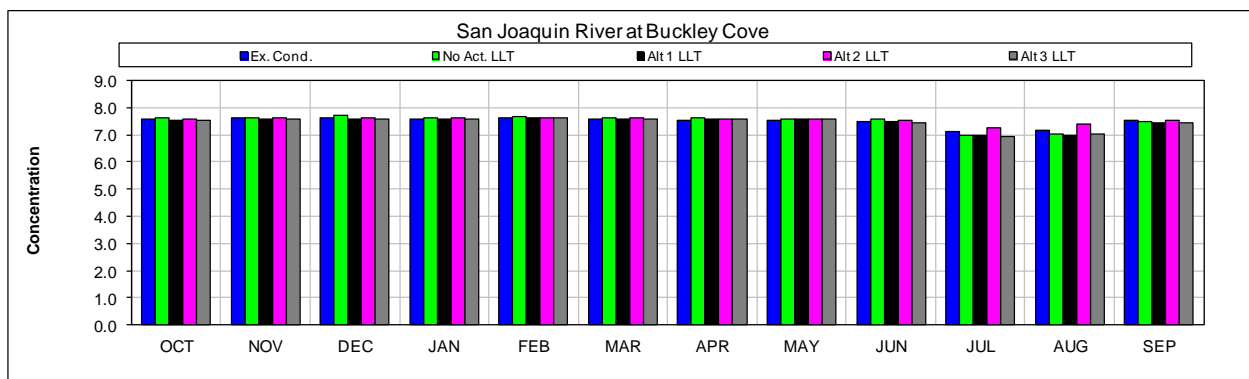 San Joaquin River at Buckley Cove
Ex. Cond. No Act. LLT Alt 1 LLT Alt 2 LLT Alt 3 LLT
Concentration
9.0
8.0
7.0
6.0
5.0
4.0
3.0
2.0
1.0
0.0
OCT NOV DEC JAN FEB MAR APR MAY JUN JUL AUG SEP